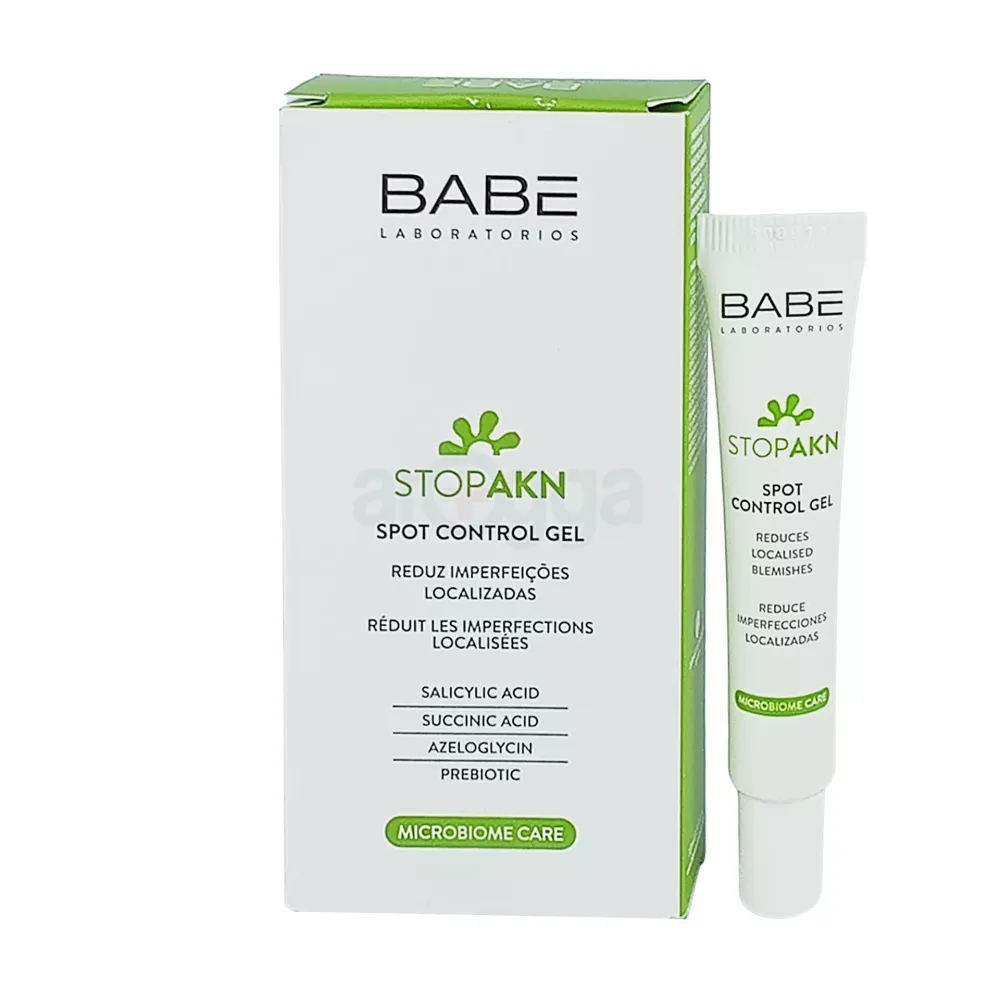 BABE
LABORATORIOS
STOPAKN
SPOT CONTROL GEL
REDUZ IMPERFEIÇÕES
LOCALIZADAS
RÉDUIT LES IMPERFECTIONS
LOCALISÉES
SALICYLIC ACID
SUCCINIC ACID
AZELOGLYCIN
PREBIOTIC
MICROBIOME CARE
BABE
LABORATORIOS
STOPAKN
SPOT
CONTROL GEL
REDUCES
LOCALISED
BLEMISHES
REDUCE
IMPERFECCIONES
LOCALIZADAS
MICROBIOME CARE